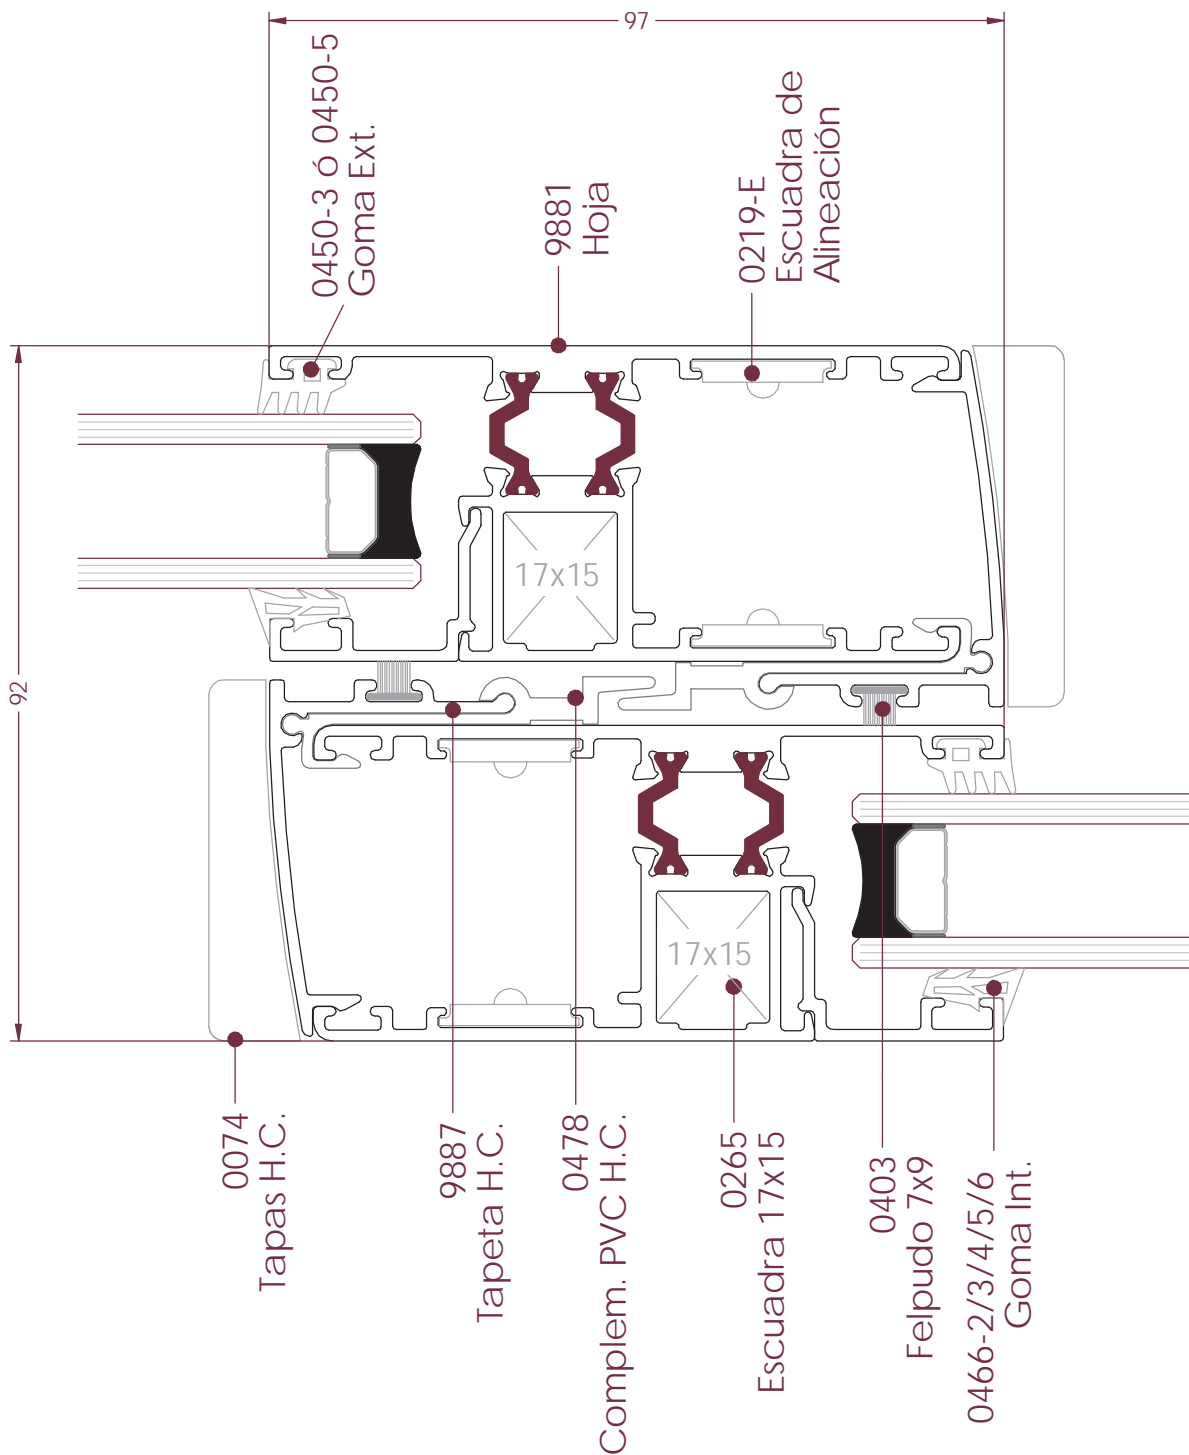 97
0450-3 ó 0450-5
Goma Ext.
9881
Hoja
02219-E
Escuadra de
Alineación
92
17x15
17x15
0074
Tapas H.C.
9887
Tapeta H.C.
0478
Complem. PVC H.C.
0265
Escuadra 17x15
0403
Felpudo 7x9
0466-2/3/4/5/6
Goma Int.